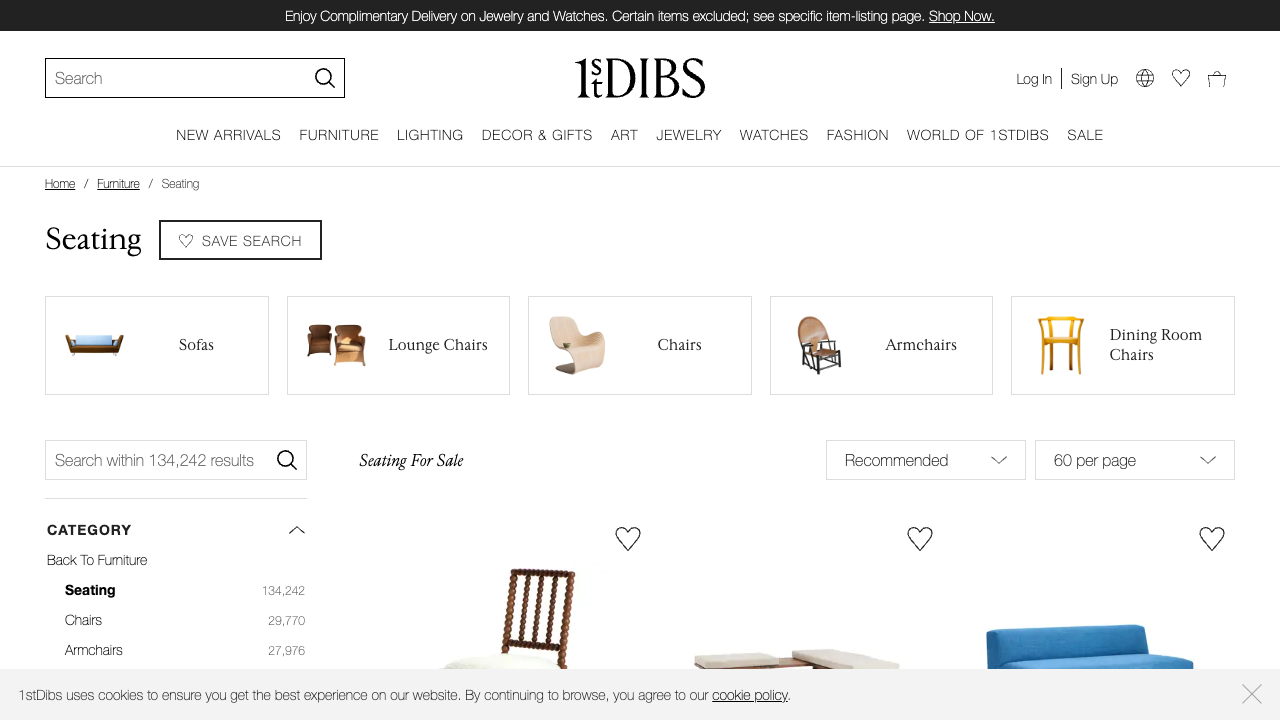 Enjoy Complimentary Delivery on Jewelry and Watches. Certain items excluded; see specific item-listing page. Shop Now.
Search
1stDIBS
Log In
Sign Up
NEW ARRIVALS FURNITURE LIGHTING DECOR & GIFTS ART JEWELRY WATCHES FASHION WORLD OF 1STDIBS SALE
Home / Furniture / Seating
Seating
SAVE SEARCH
Sofas
Lounge Chairs
Chairs
Armchairs
Dining Room
Chairs
Search within 134,242 results
Seating For Sale
Recommended
60 per page
CATEGORY
Back To Furniture
Seating 134,242
Chairs 29,770
Armchairs 27,976
1stDibs uses cookies to ensure you get the best experience on our website. By continuing to browse, you agree to our cookie policy.